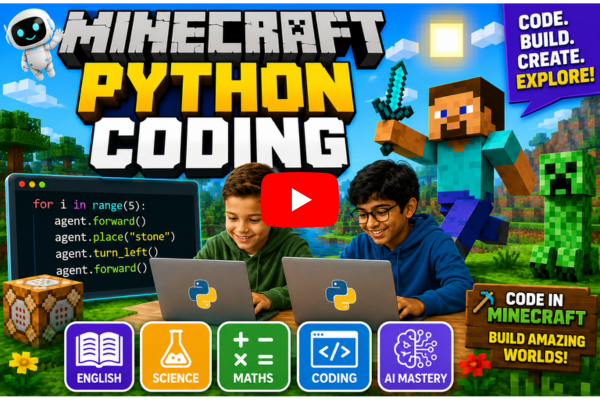 MINECRAFT
PYTHON
CODING
CODE.
BUILD.
CREATE.
EXPLORE!
for i in range(5):
agent.forward()
agent.place("stone")
agent.turn_left()
agent.forward()
CODE IN
MINECRAFT
BUILD AMAZING
WORLDS!
ENGLISH
SCIENCE
MATHS
</>
CODING
AI MASTERY